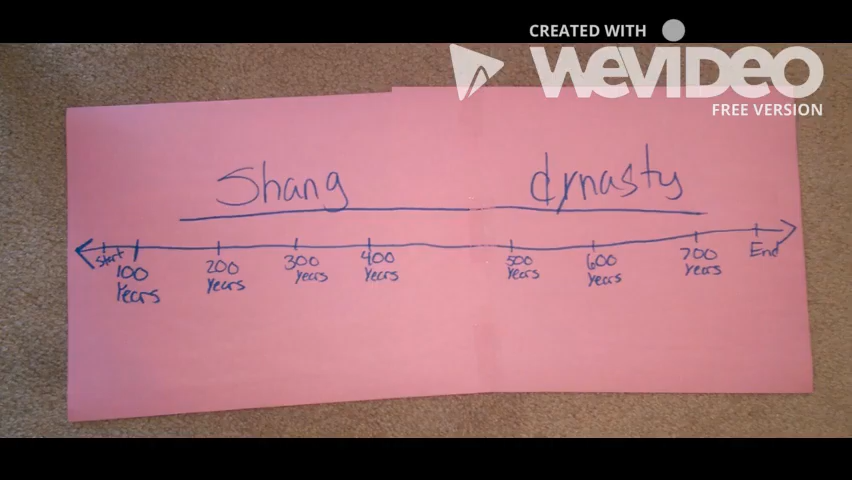 CREATED WITH
WEVIDEO
FREE VERSION
Shang dynasty
Start 100 Years 200 Years 300 Years 400 Years 500 Years 600 Years 700 Years End